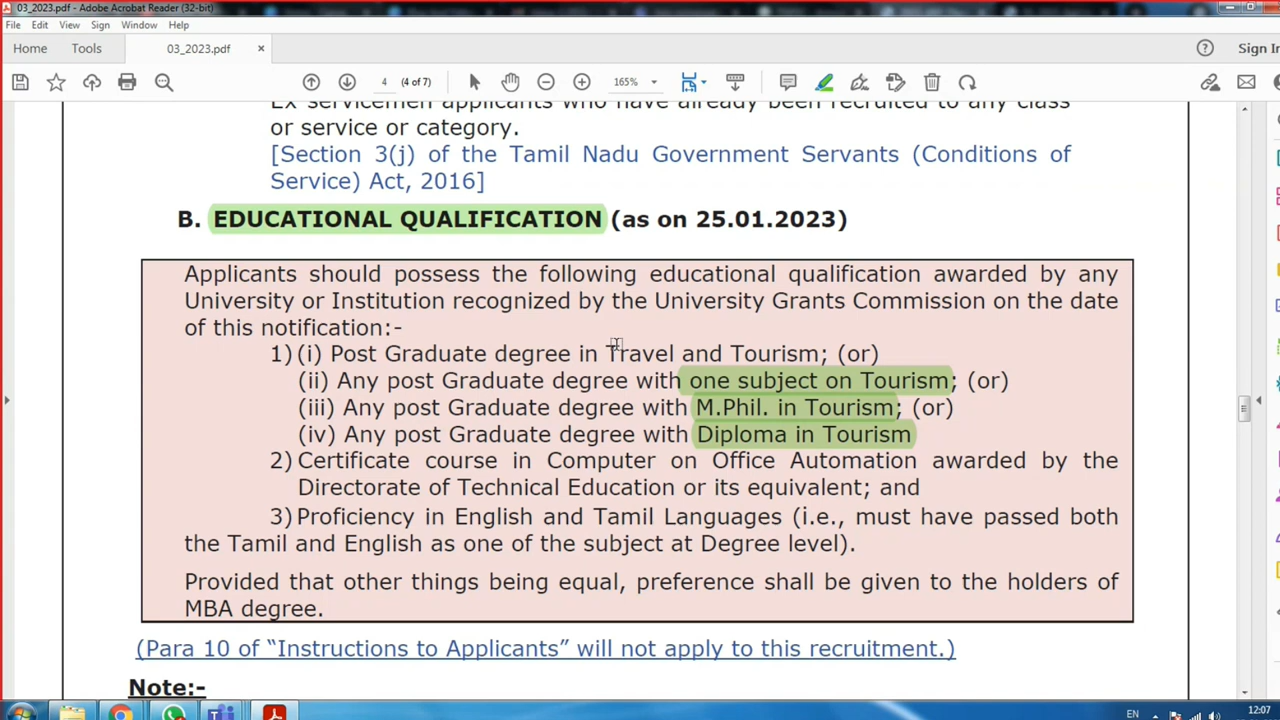 03_2023.pdf - Adobe Acrobat Reader (32-bit)
File Edit View Sign Window Help
Home Tools 03_2023.pdf × Sign In
4 (4 of 7) 165%
Ex servicemen applicants who have already been recruited to any class
or service or category.
[Section 3(j) of the Tamil Nadu Government Servants (Conditions of
Service) Act, 2016]
B. EDUCATIONAL QUALIFICATION (as on 25.01.2023)
Applicants should possess the following educational qualification awarded by any
University or Institution recognized by the University Grants Commission on the date
of this notification:-
1) (i) Post Graduate degree in Travel and Tourism; (or)
(ii) Any post Graduate degree with one subject on Tourism; (or)
(iii) Any post Graduate degree with M.Phil. in Tourism; (or)
(iv) Any post Graduate degree with Diploma in Tourism
2) Certificate course in Computer on Office Automation awarded by the
Directorate of Technical Education or its equivalent; and
3) Proficiency in English and Tamil Languages (i.e., must have passed both
the Tamil and English as one of the subject at Degree level).
Provided that other things being equal, preference shall be given to the holders of
MBA degree.
(Para 10 of “Instructions to Applicants” will not apply to this recruitment.)
Note:-
EN 12:07